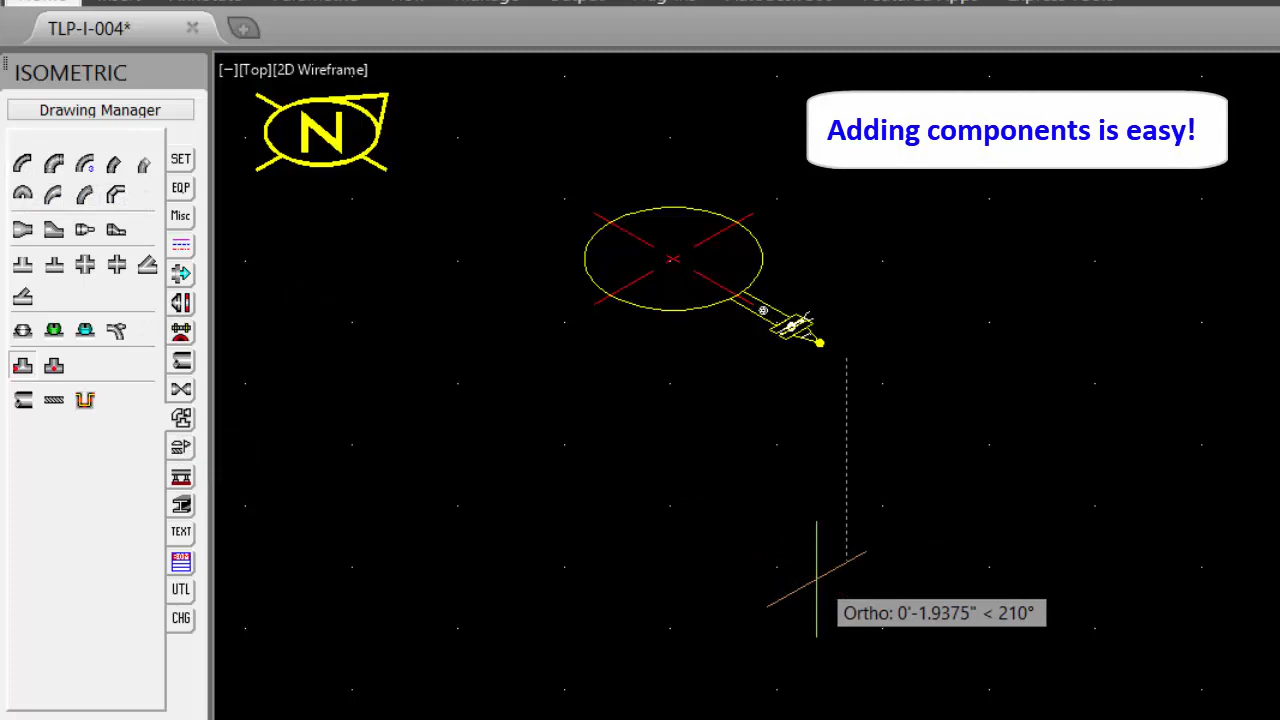 TLP-I-004*
ISOMETRIC
Drawing Manager
SET
EQP
Misc
TEXT
UTL
CHG
[−][Top][2D Wireframe]
N
Adding components is easy!
Ortho: 0'-1.9375" < 210°